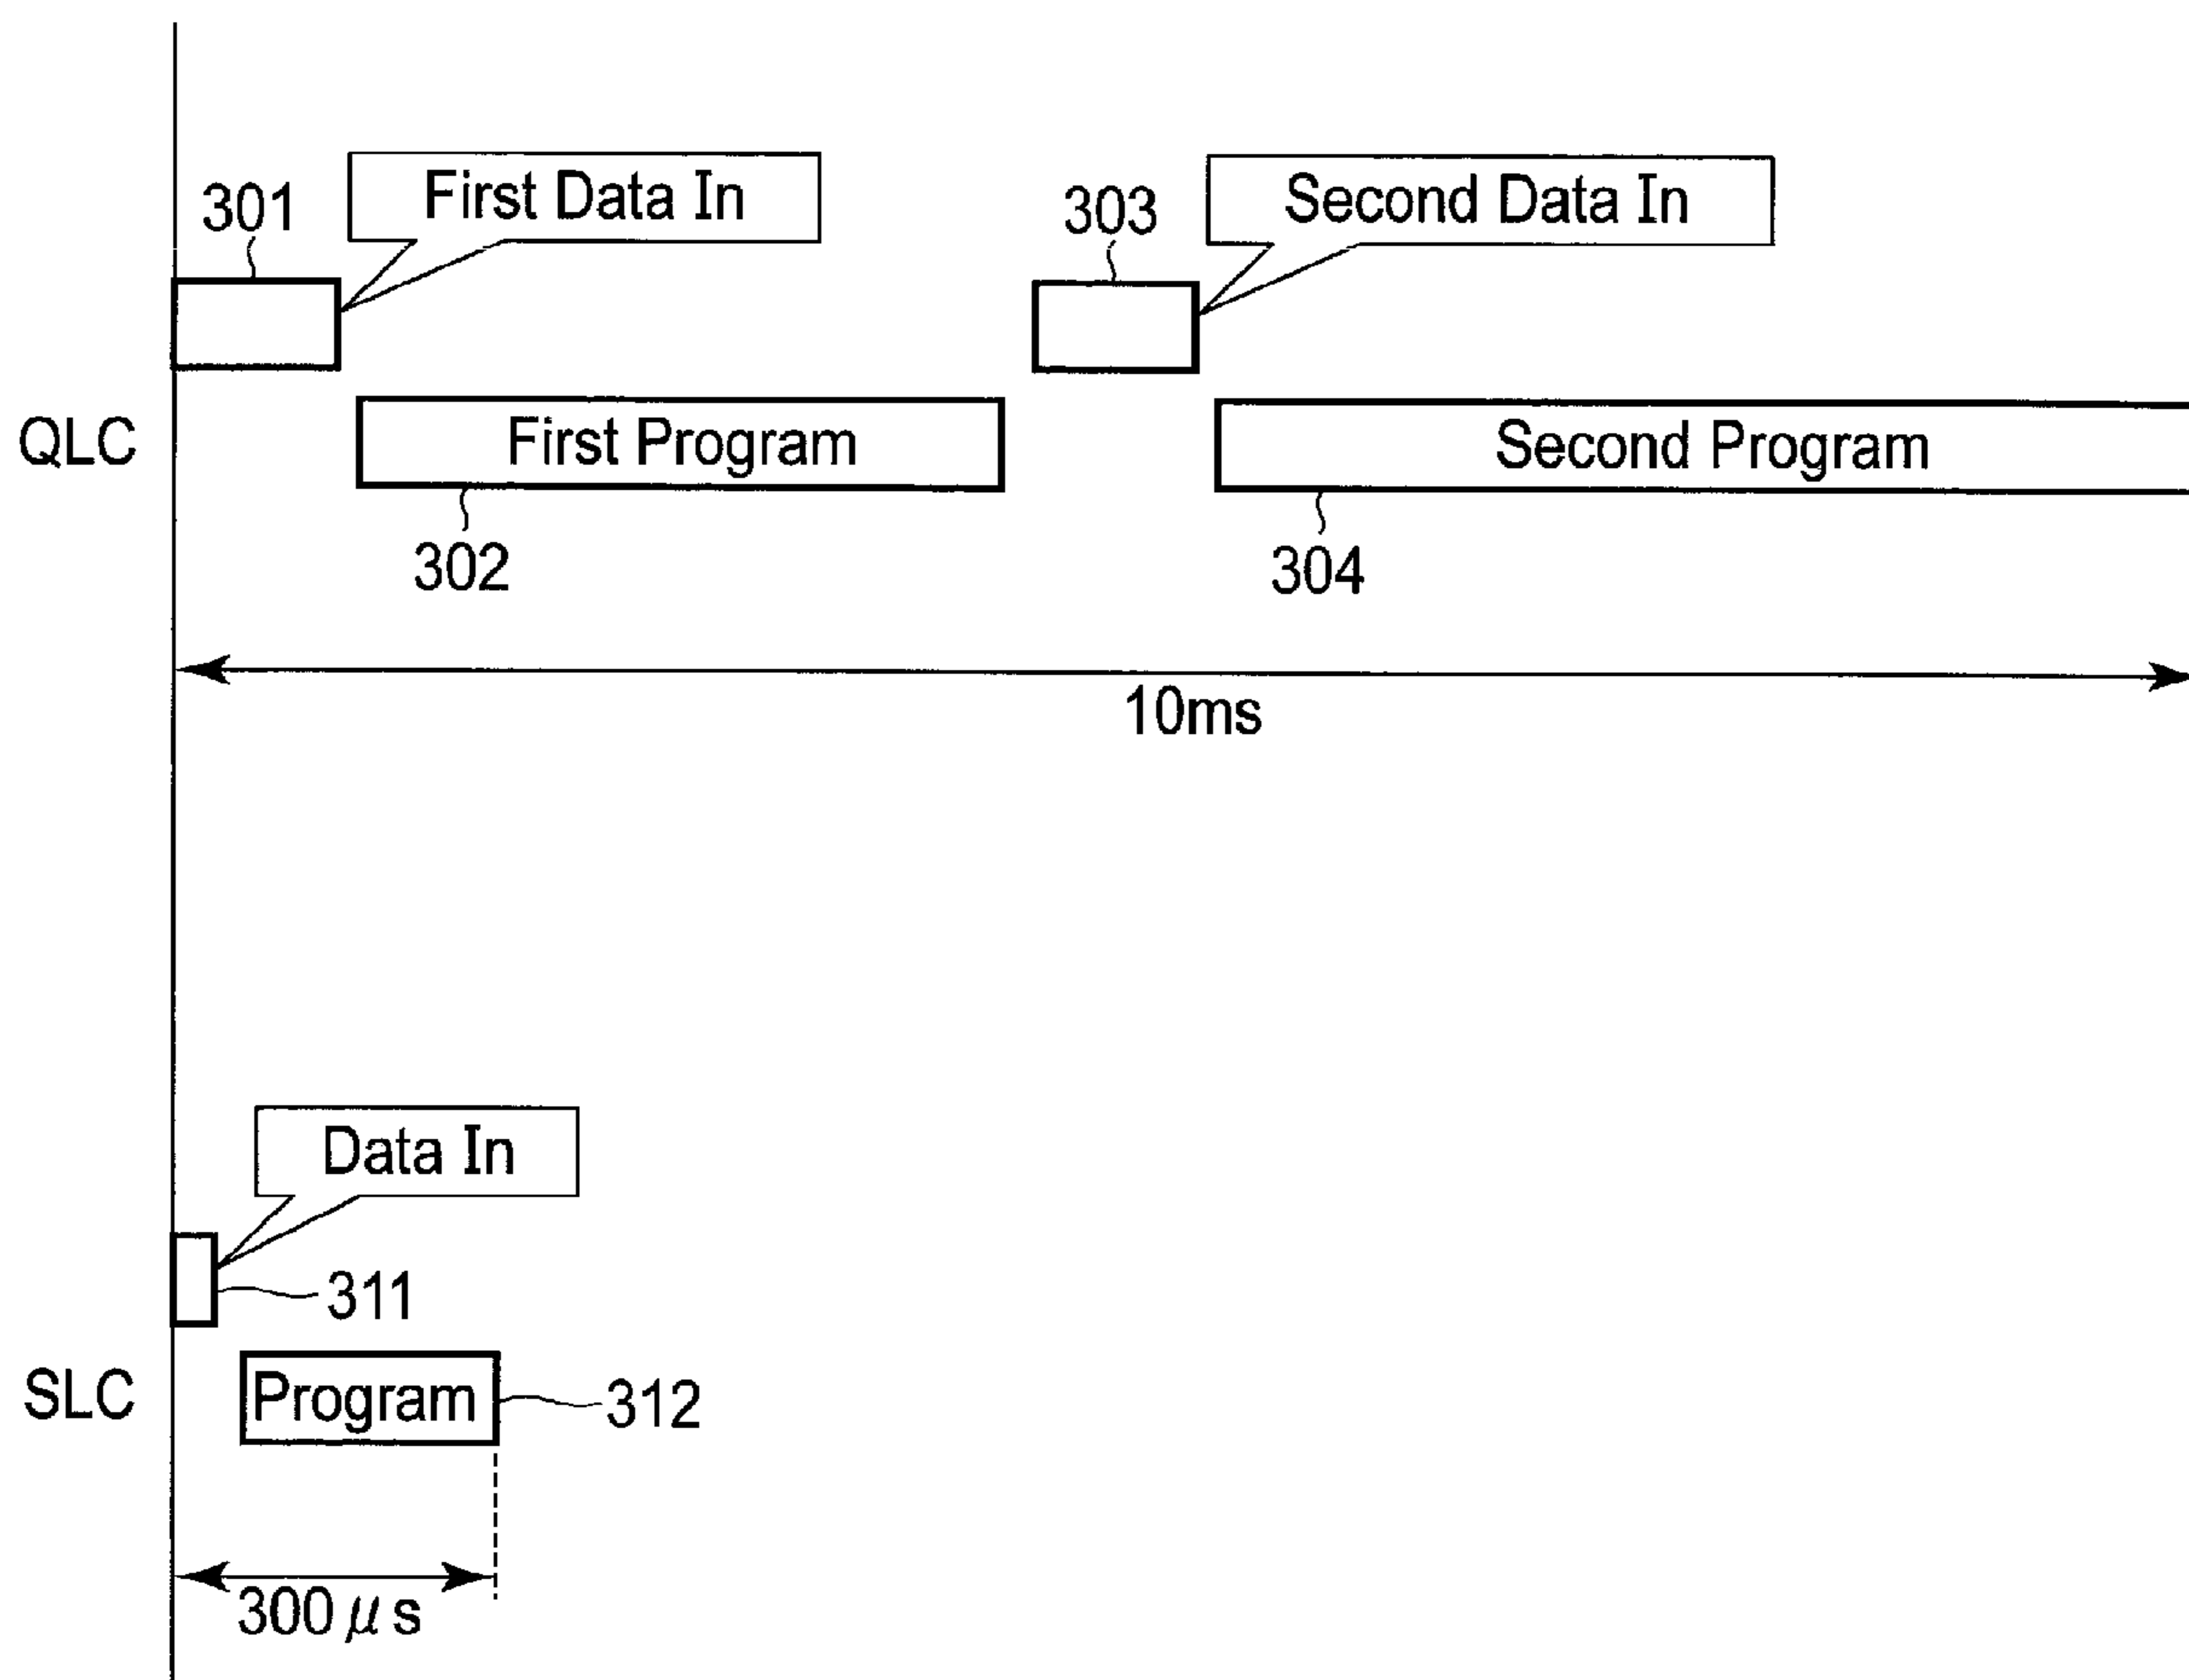 First Data In
Second Data In
301
303
QLC
First Program
Second Program
302
304
10ms
Data In
311
SLC
Program
312
300μs